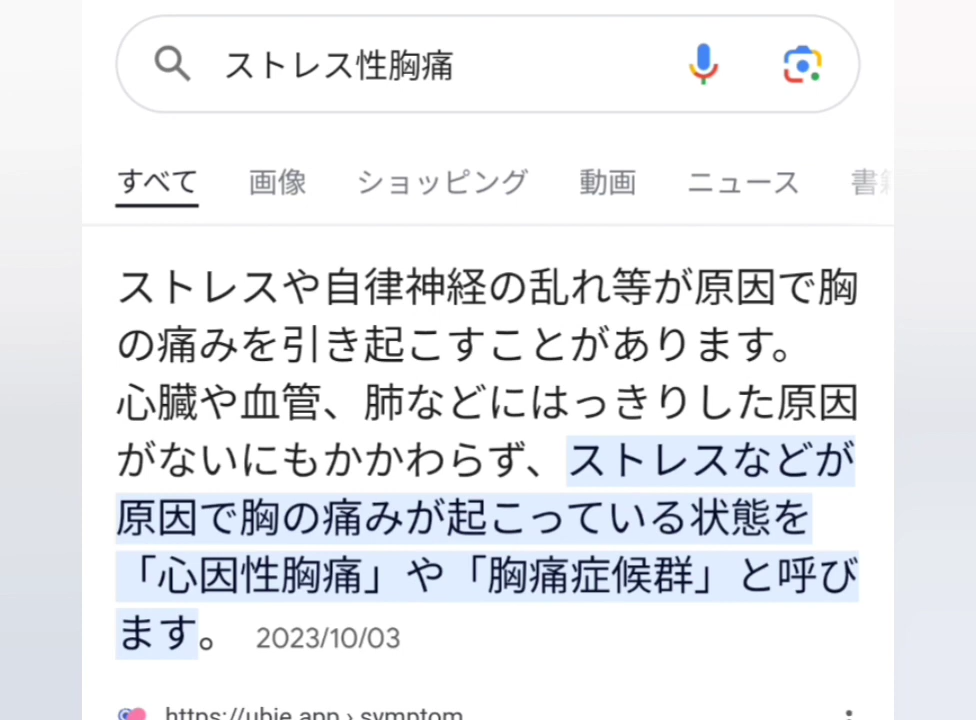 ストレス性胸痛
すべて 画像 ショッピング 動画 ニュース 書籍
ストレスや自律神経の乱れ等が原因で胸
の痛みを引き起こすことがあります。
心臓や血管、肺などにはっきりした原因
がないにもかかわらず、ストレスなどが
原因で胸の痛みが起こっている状態を
「心因性胸痛」や「胸痛症候群」と呼び
ます。 2023/10/03
https://ubie.app › symptom